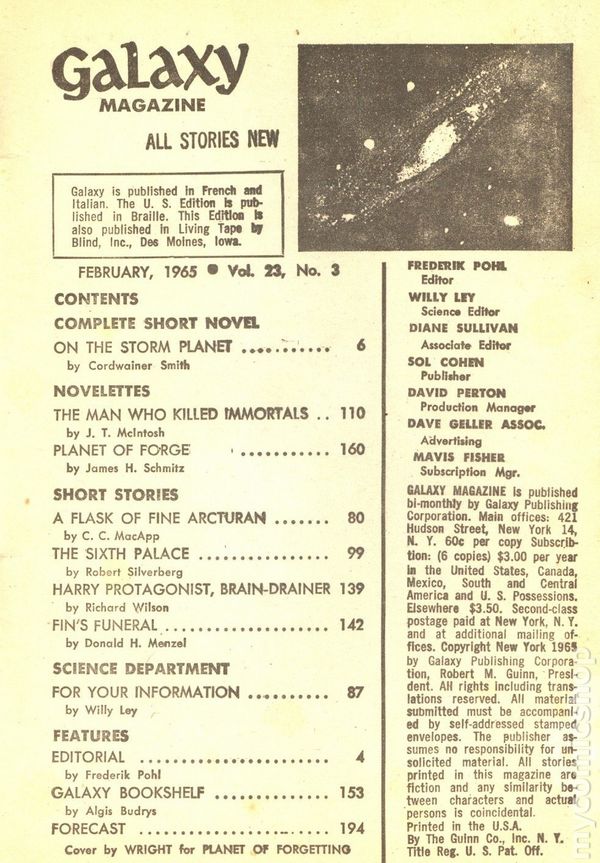 Galaxy
MAGAZINE
ALL STORIES NEW
Galaxy is published in French and
Italian. The U. S. Edition is pub-
lished in Braille. This Edition is
also published in Living Tape by
Blind, Inc., Des Moines, Iowa.
FEBRUARY, 1965 ● Vol. 23, No. 3
CONTENTS
COMPLETE SHORT NOVEL
ON THE STORM PLANET ............ 6
by Cordwainer Smith
NOVELETTES
THE MAN WHO KILLED IMMORTALS .. 110
by J. T. McIntosh
PLANET OF FORGE ........... 160
by James H. Schmitz
SHORT STORIES
A FLASK OF FINE ARCTURAN ....... 80
by C. C. MacApp
THE SIXTH PALACE ................ 99
by Robert Silverberg
HARRY PROTAGONIST, BRAIN-DRAINER 139
by Richard Wilson
FIN'S FUNERAL ................... 142
by Donald H. Menzel
SCIENCE DEPARTMENT
FOR YOUR INFORMATION .......... 87
by Willy Ley
FEATURES
EDITORIAL ....................... 4
by Frederik Pohl
GALAXY BOOKSHELF ............. 153
by Algis Budrys
FORECAST ...................... 194
Cover by WRIGHT for PLANET OF FORGETTING
FREDERIK POHL
Editor
WILLY LEY
Science Editor
DIANE SULLIVAN
Associate Editor
SOL COHEN
Publisher
DAVID PERTON
Production Manager
DAVE GELLER ASSOC.
Advertising
MAVIS FISHER
Subscription Mgr.
GALAXY MAGAZINE is published
bi-monthly by Galaxy Publishing
Corporation. Main offices: 421
Hudson Street, New York 14,
N. Y. 60c per copy Subscrib-
tion: (6 copies) $3.00 per year
in the United States, Canada,
Mexico, South and Central
America and U. S. Possessions.
Elsewhere $3.50. Second-class
postage paid at New York, N. Y.
and at additional mailing of-
fices. Copyright New York 1965
by Galaxy Publishing Corpora-
tion, Robert M. Guinn, Presi-
dent. All rights including trans-
lations reserved. All material
submitted must be accompani-
ed by self-addressed stamped
envelopes. The publisher as-
sumes no responsibility for un-
solicited material. All stories
printed in this magazine are
fiction and any similarity be-
tween characters and actual
persons is coincidental.
Printed in the U.S.A.
By The Guinn Co., Inc. N. Y.
Title Reg. U. S. Pat. Off.
mycomicshop